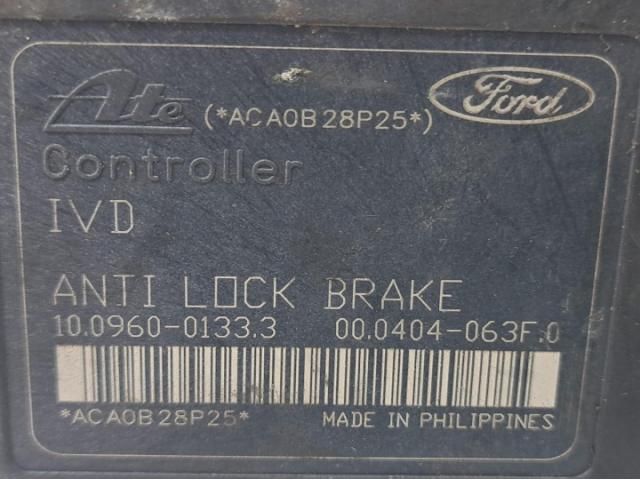 Ate (*ACA0B28P25*) Ford
Controller
IVD
ANTI LOCK BRAKE
10.0960-0133.3 00.0404-063F.0
*ACA0B28P25* MADE IN PHILIPPINES